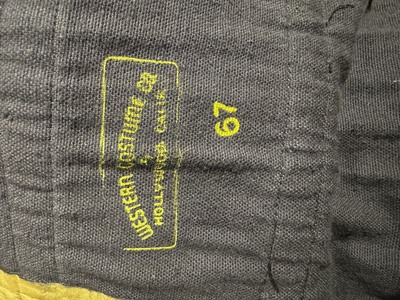 WESTERN COSTUME CO
HOLLYWOOD CALIF
67